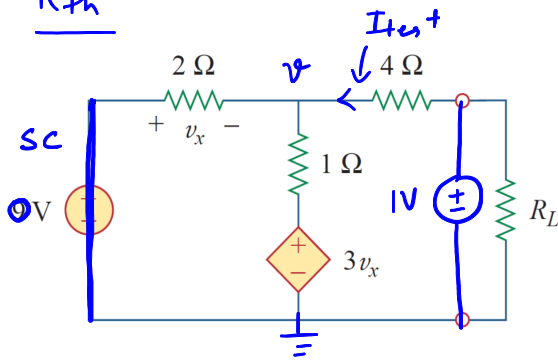 Rth
Itest
2 Ω
v
4 Ω
+ vx −
SC
1 Ω
0V
1V
+
−
RL
+
−
3vx